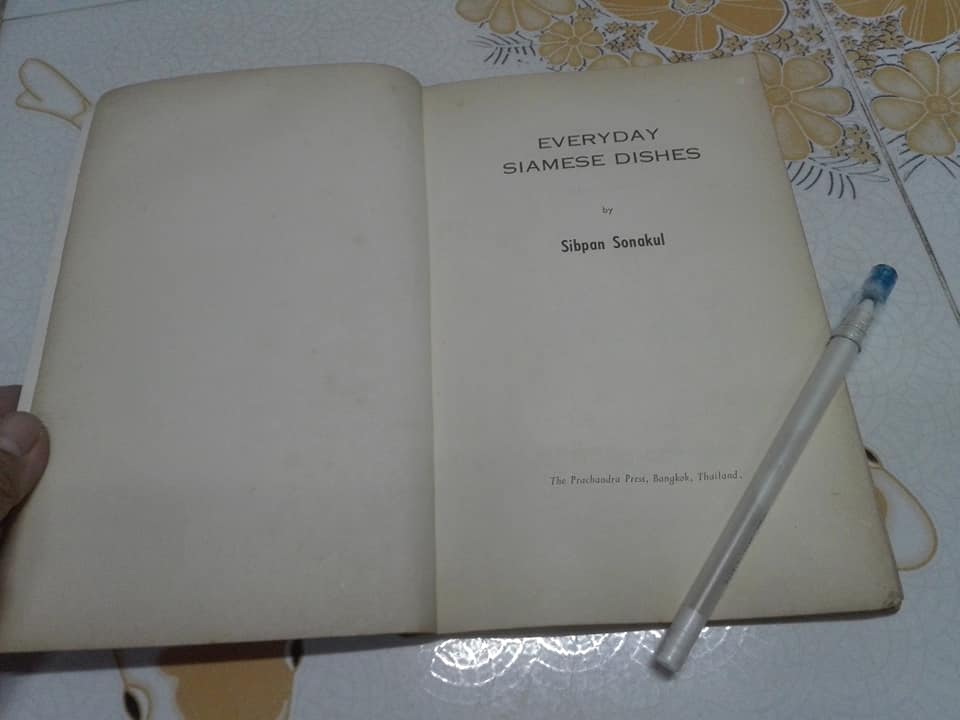 EVERYDAY
SIAMESE DISHES
by
Sibpan Sonakul
The Prachandra Press, Bangkok, Thailand.